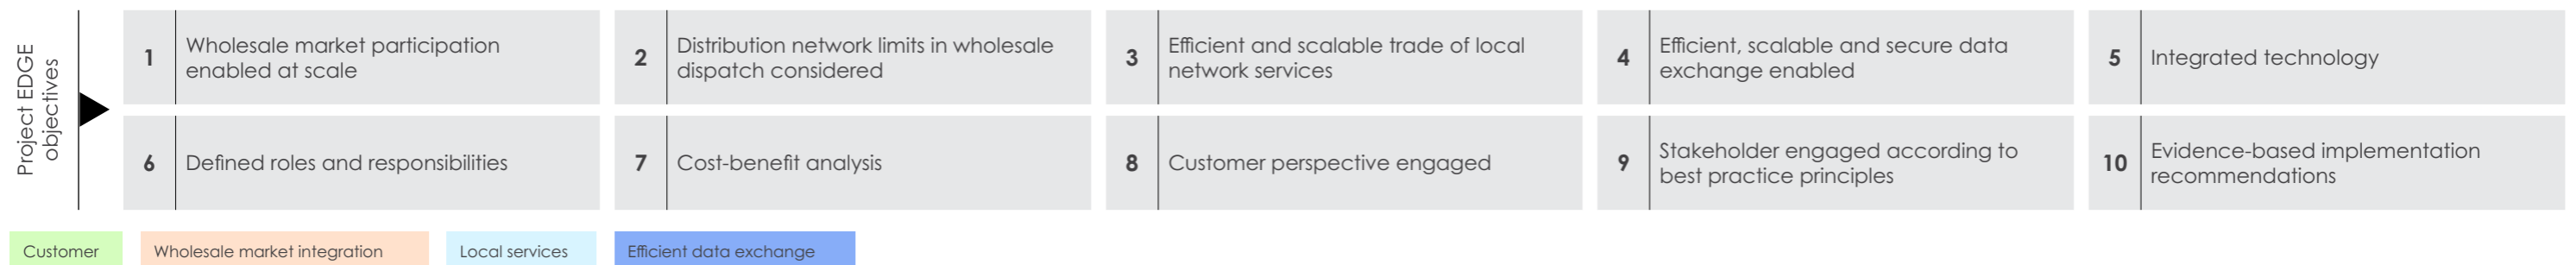 Project EDGE
objectives
1
Wholesale market participation
enabled at scale
2
Distribution network limits in wholesale
dispatch considered
3
Efficient and scalable trade of local
network services
4
Efficient, scalable and secure data
exchange enabled
5
Integrated technology
6
Defined roles and responsibilities
7
Cost-benefit analysis
8
Customer perspective engaged
9
Stakeholder engaged according to
best practice principles
10
Evidence-based implementation
recommendations
Customer
Wholesale market integration
Local services
Efficient data exchange